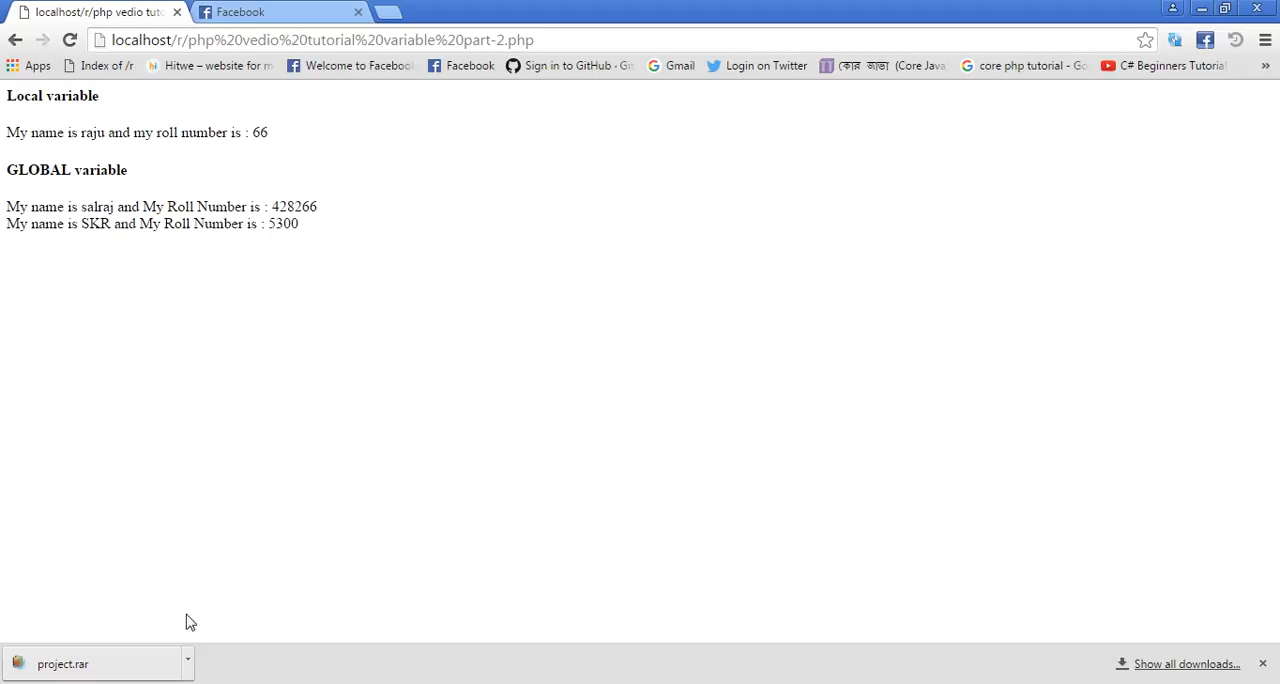 localhost/r/php vedio tuto
Facebook
localhost/r/php%20vedio%20tutorial%20variable%20part-2.php
Apps
Index of /r
Hitwe – website for m
Welcome to Facebook
Facebook
Sign in to GitHub · Git
Gmail
Login on Twitter
(কোর জাভা (Core Java
core php tutorial - Go
C# Beginners Tutorial
»
Local variable
My name is raju and my roll number is : 66
GLOBAL variable
My name is salraj and My Roll Number is : 428266
My name is SKR and My Roll Number is : 5300
project.rar
Show all downloads...